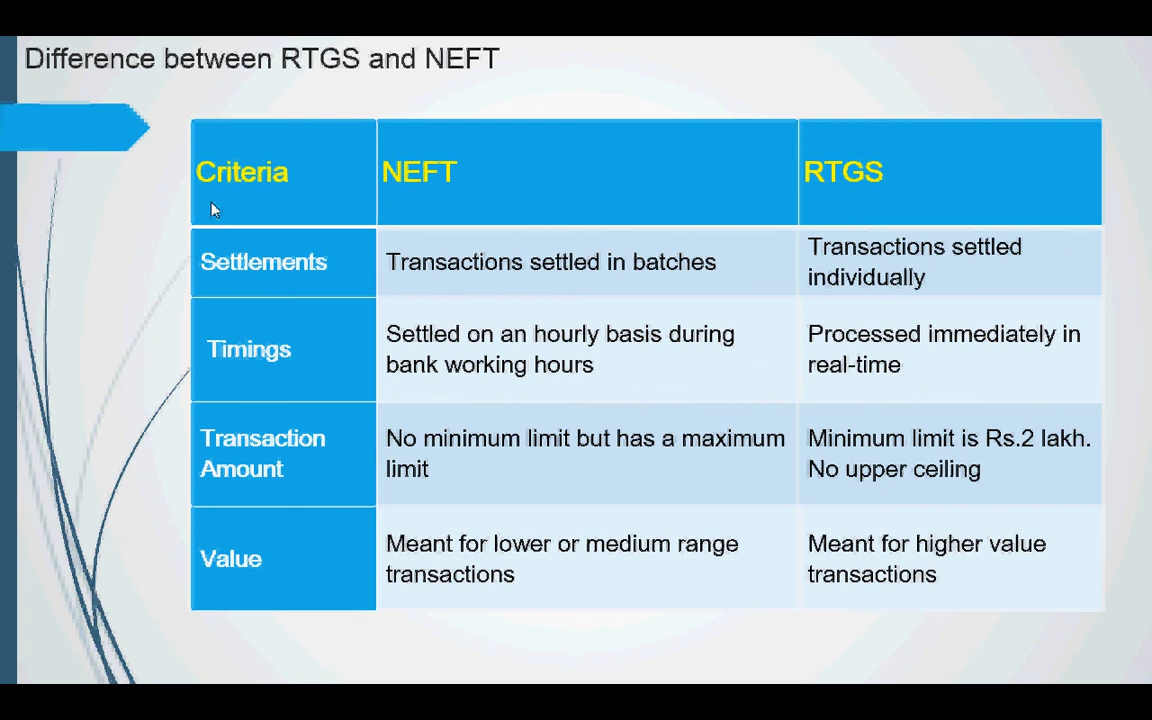 Difference between RTGS and NEFT
Criteria
NEFT
RTGS
Settlements
Transactions settled in batches
Transactions settled
individually
Timings
Settled on an hourly basis during
bank working hours
Processed immediately in
real-time
Transaction
Amount
No minimum limit but has a maximum
limit
Minimum limit is Rs.2 lakh.
No upper ceiling
Value
Meant for lower or medium range
transactions
Meant for higher value
transactions